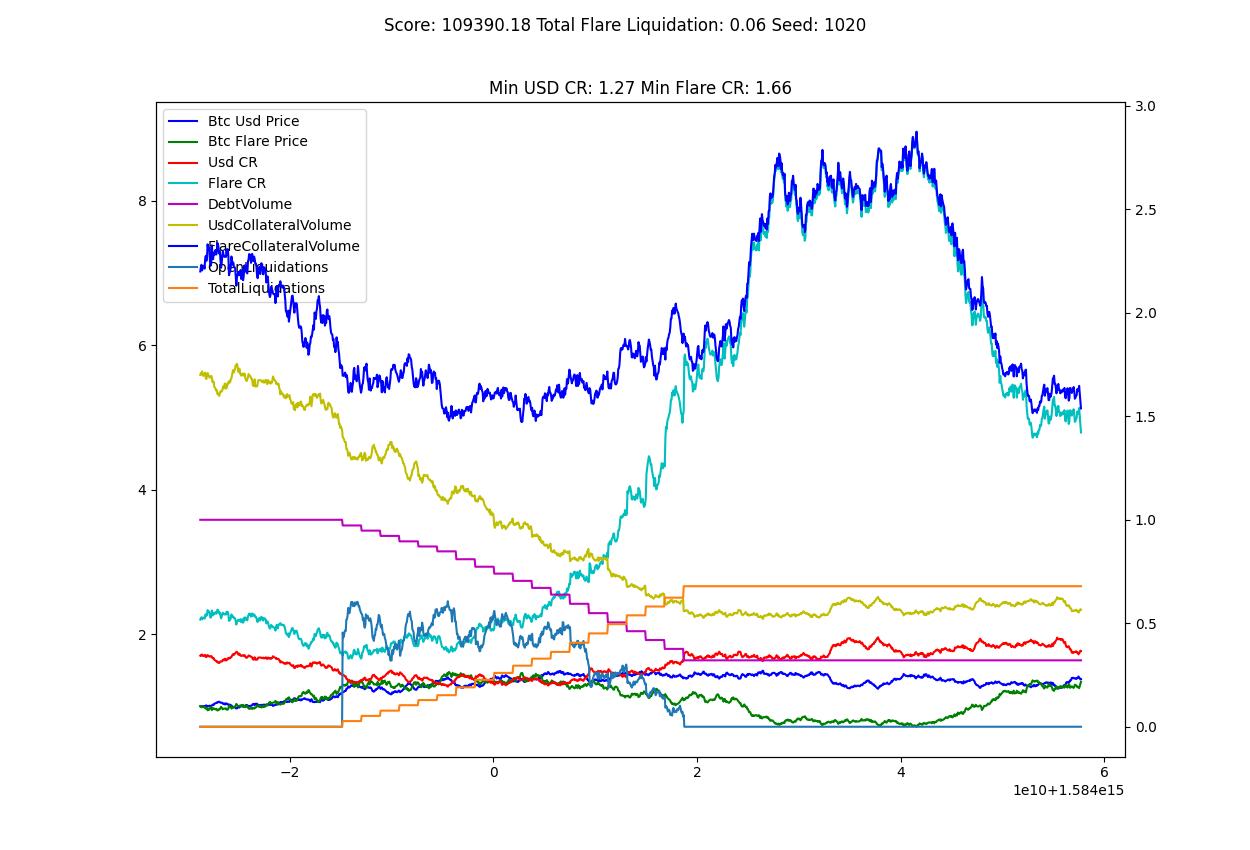 Score: 109390.18 Total Flare Liquidation: 0.06 Seed: 1020
Min USD CR: 1.27 Min Flare CR: 1.66
Btc Usd Price
Btc Flare Price
Usd CR
Flare CR
DebtVolume
UsdCollateralVolume
FlareCollateralVolume
OpenLiquidations
TotalLiquidations
8
6
4
2
3.0
2.5
2.0
1.5
1.0
0.5
0.0
−2
0
2
4
6
1e10+1.584e15